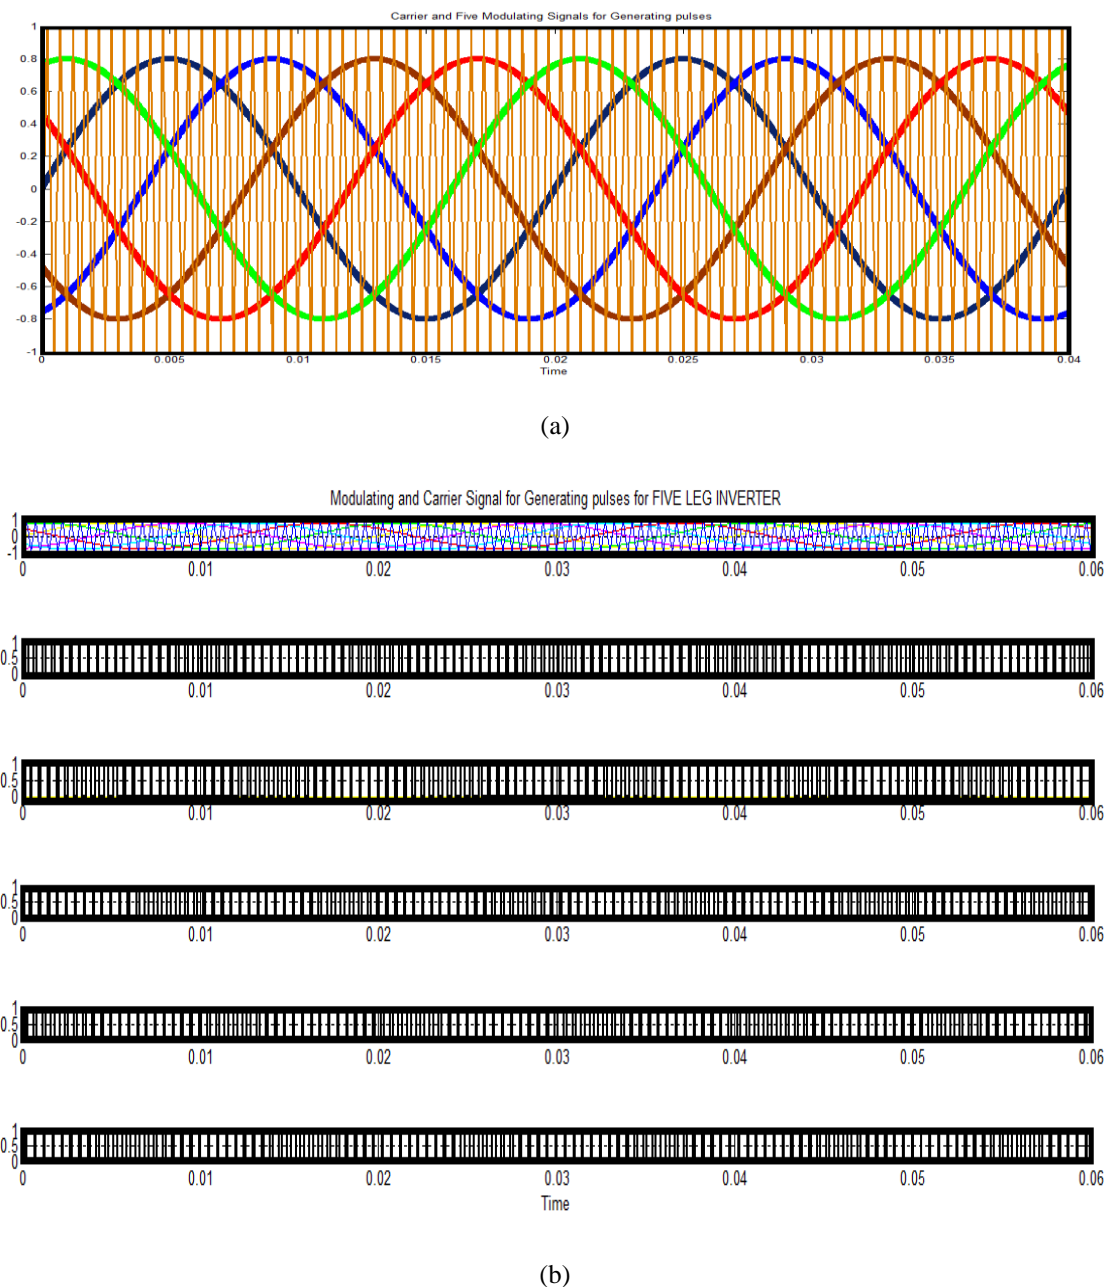 Carrier and Five Modulating Signals for Generating pulses
1
0.8
0.6
0.4
0.2
0
-0.2
-0.4
-0.6
-0.8
-1
0 0.005 0.01 0.015 0.02 0.025 0.03 0.035 0.04
Time
(a)
Modulating and Carrier Signal for Generating pulses for FIVE LEG INVERTER
1
0
-1
0 0.01 0.02 0.03 0.04 0.05 0.06
1
0.5
0
0 0.01 0.02 0.03 0.04 0.05 0.06
1
0.5
0
0 0.01 0.02 0.03 0.04 0.05 0.06
1
0.5
0
0 0.01 0.02 0.03 0.04 0.05 0.06
1
0.5
0
0 0.01 0.02 0.03 0.04 0.05 0.06
1
0.5
0
0 0.01 0.02 0.03 0.04 0.05 0.06
Time
(b)